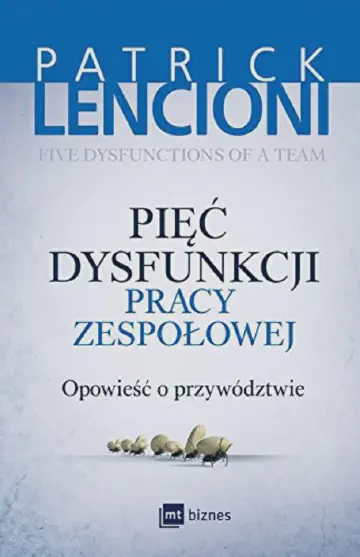 PATRICK
LENCIONI
FIVE DYSFUNCTIONS OF A TEAM
PIĘĆ
DYSFUNKCJI
PRACY
ZESPOŁOWEJ
Opowieść o przywództwie
mt biznes